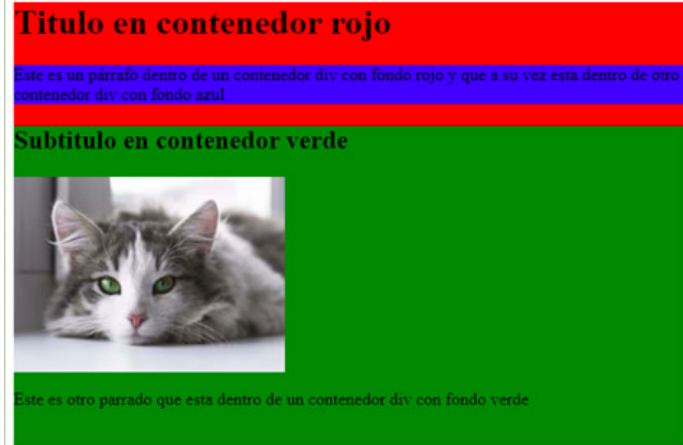 Titulo en contenedor rojo
Este es un párrafo dentro de un contenedor div con fondo rojo y que a su vez esta dentro de otro
contenedor div con fondo azul
Subtitulo en contenedor verde
Este es otro parrado que esta dentro de un contenedor div con fondo verde